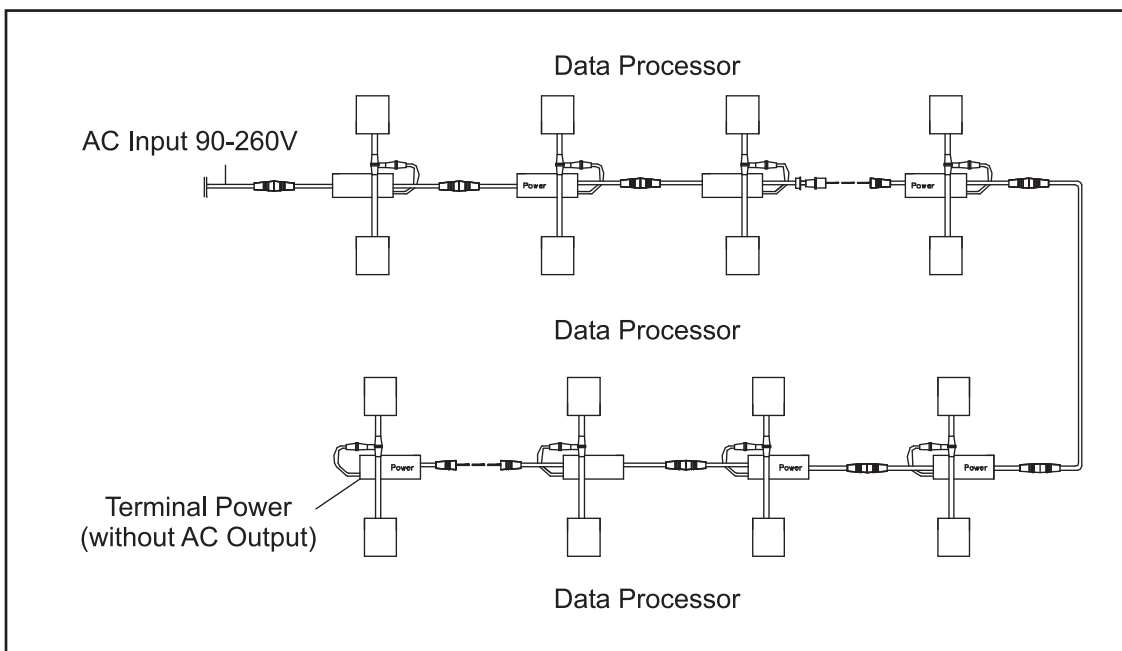 Data Processor
AC Input 90-260V
Power
Power
Data Processor
Power
Power
Power
Terminal Power
(without AC Output)
Data Processor